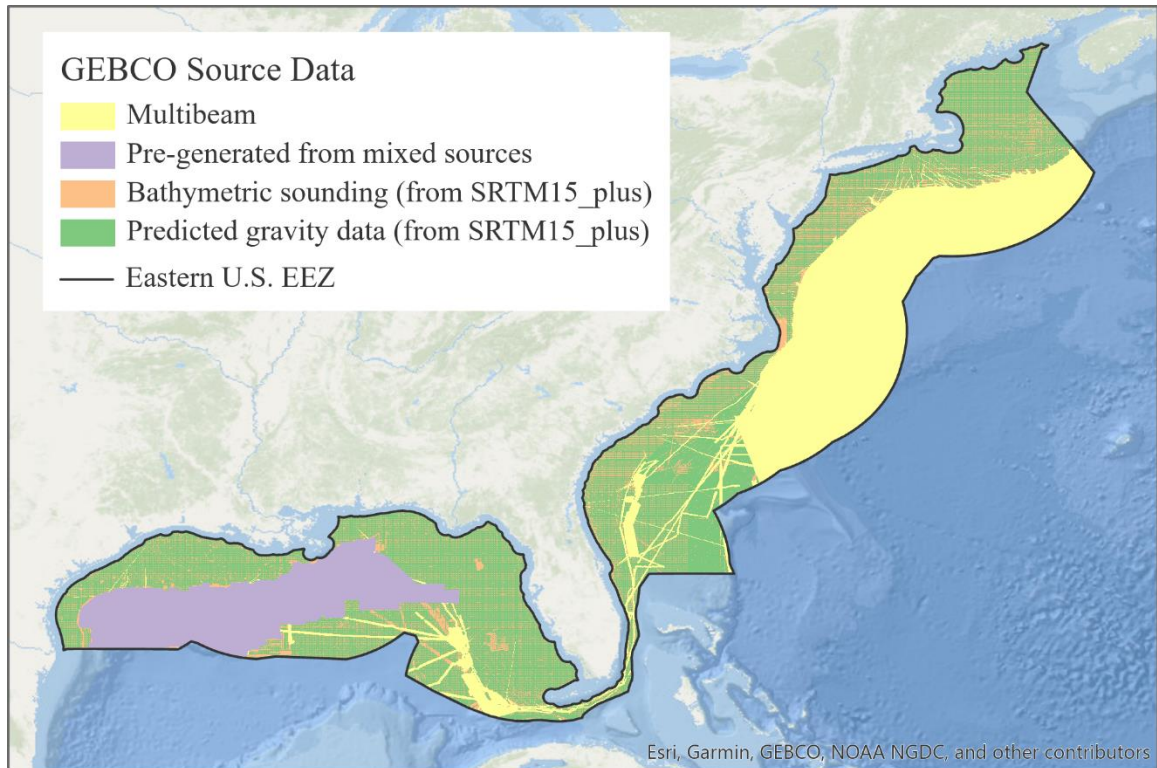 GEBCO Source Data
Multibeam
Pre-generated from mixed sources
Bathymetric sounding (from SRTM15_plus)
Predicted gravity data (from SRTM15_plus)
Eastern U.S. EEZ
Esri, Garmin, GEBCO, NOAA NGDC, and other contributors